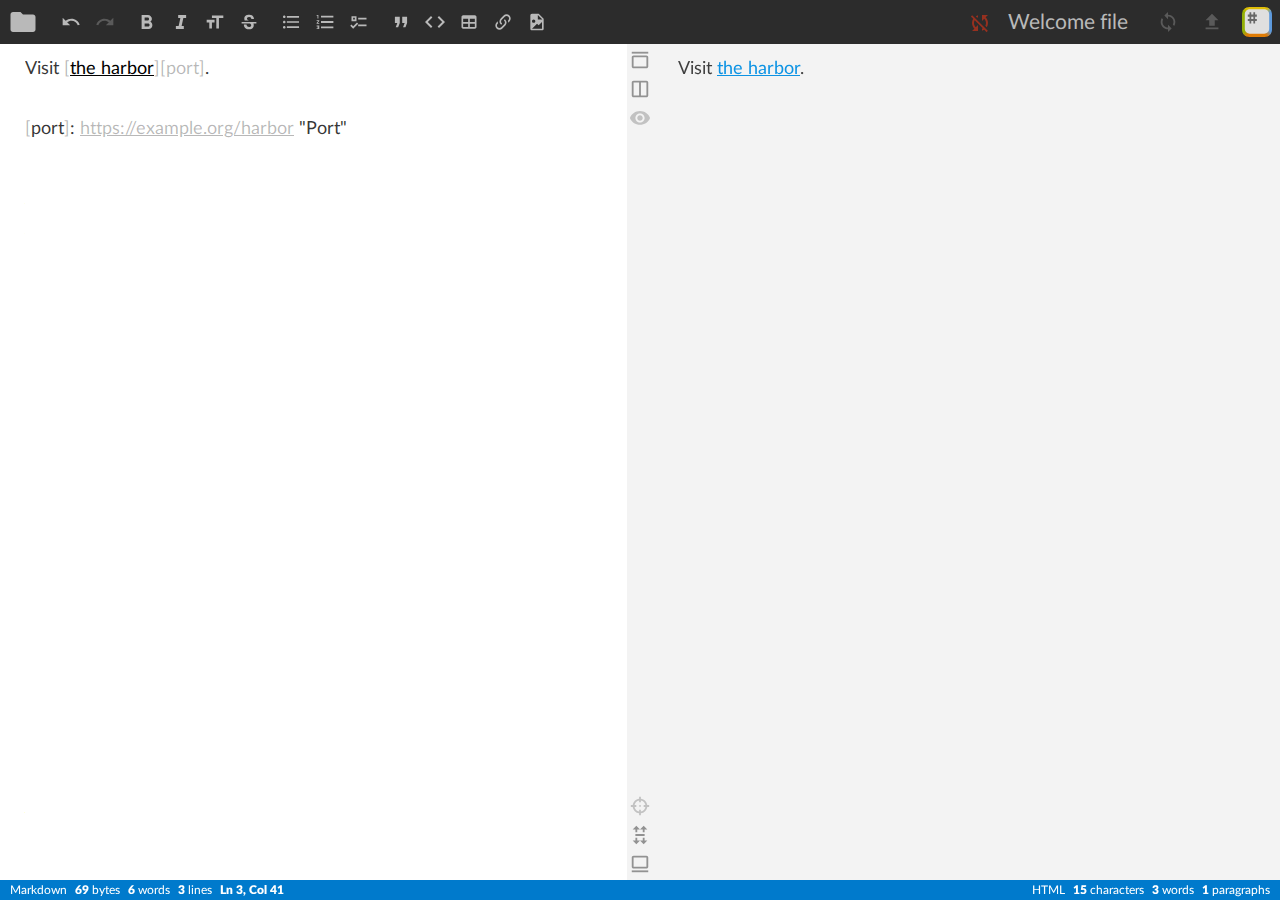 Welcome file
Visit [the harbor][port].
[port]: https://example.org/harbor "Port"
Visit the harbor.
Markdown 69 bytes 6 words 3 lines Ln 3, Col 41
HTML 15 characters 3 words 1 paragraphs